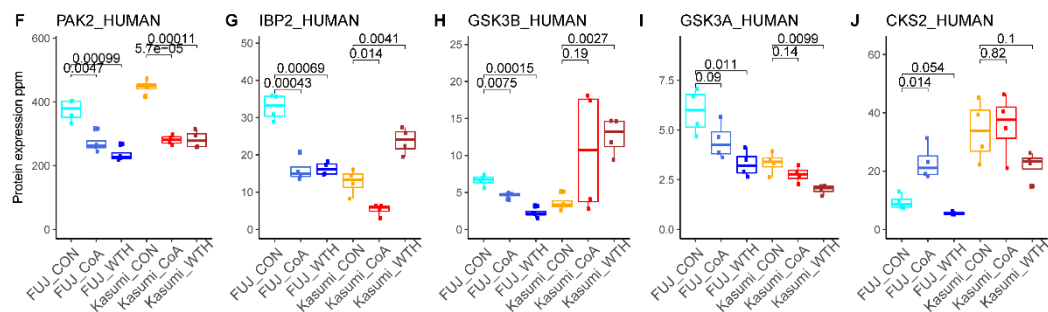 F PAK2_HUMAN
Protein expression ppm
600
400
200
0
0.00011
5.7e−05
0.00099
0.0047
FUJ_CON
FUJ_CoA
FUJ_WTH
Kasumi_CON
Kasumi_CoA
Kasumi_WTH
G IBP2_HUMAN
50
40
30
20
10
0
0.0041
0.014
0.00069
0.00043
FUJ_CON
FUJ_CoA
FUJ_WTH
Kasumi_CON
Kasumi_CoA
Kasumi_WTH
H GSK3B_HUMAN
25
20
15
10
5
0
0.0027
0.19
0.00015
0.0075
FUJ_CON
FUJ_CoA
FUJ_WTH
Kasumi_CON
Kasumi_CoA
Kasumi_WTH
I GSK3A_HUMAN
7.5
5.0
2.5
0.0
0.0099
0.14
0.011
0.09
FUJ_CON
FUJ_CoA
FUJ_WTH
Kasumi_CON
Kasumi_CoA
Kasumi_WTH
J CKS2_HUMAN
60
40
20
0
0.1
0.82
0.054
0.014
FUJ_CON
FUJ_CoA
FUJ_WTH
Kasumi_CON
Kasumi_CoA
Kasumi_WTH